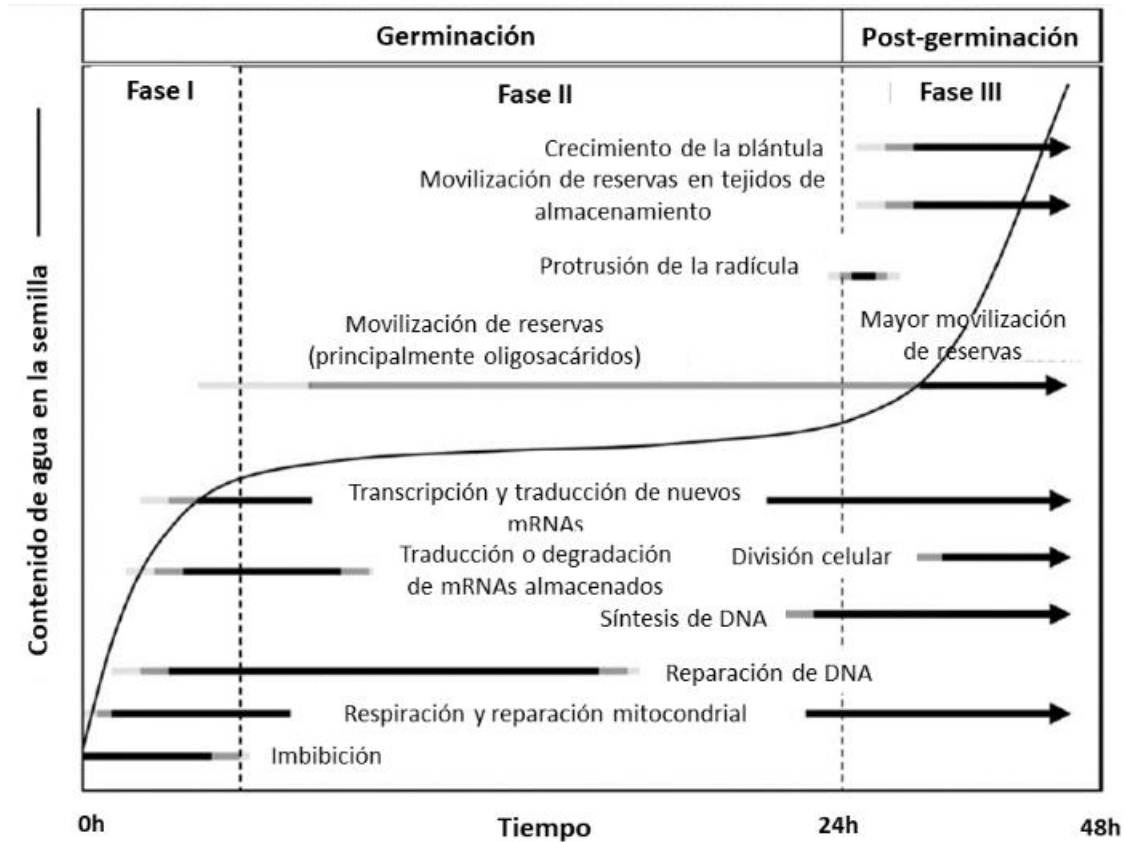 Germinación
Post-germinación
Fase I
Fase II
Fase III
Crecimiento de la plántula
Movilización de reservas en tejidos de
almacenamiento
Protrusión de la radícula
Movilización de reservas
(principalmente oligosacáridos)
Mayor movilización
de reservas
Transcripción y traducción de nuevos
mRNAs
Traducción o degradación
de mRNAs almacenados
División celular
Síntesis de DNA
Reparación de DNA
Respiración y reparación mitocondrial
Imbibición
Contenido de agua en la semilla
0h
Tiempo
24h
48h